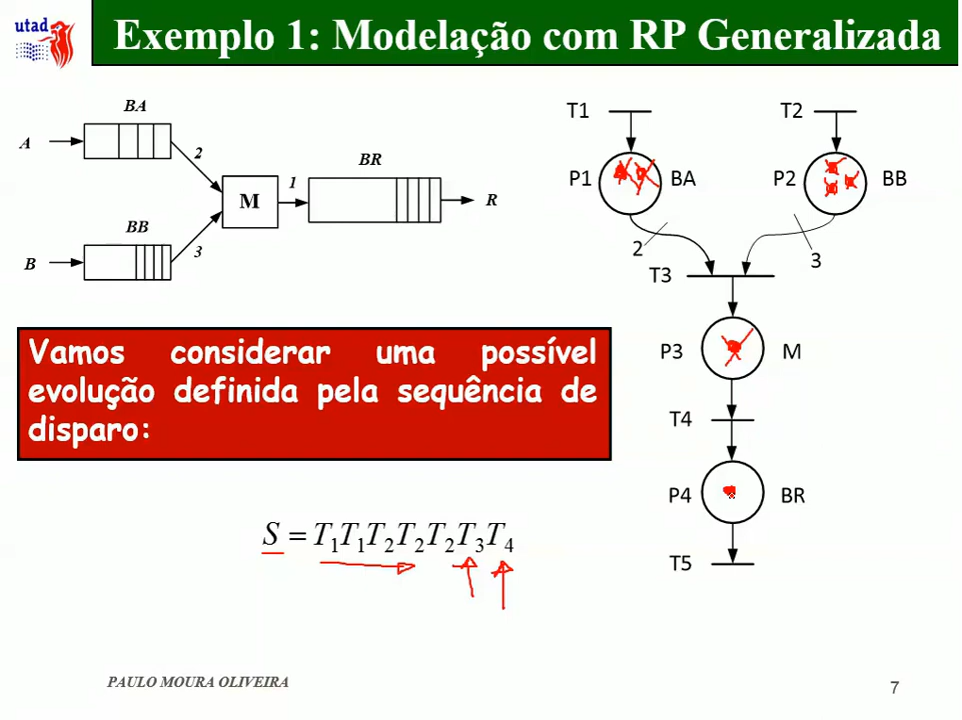 utad
Exemplo 1: Modelação com RP Generalizada
BA
A
2
BR
1
M
R
BB
B
3
T1
T2
P1
BA
P2
BB
2
3
T3
P3
M
T4
P4
BR
T5
Vamos considerar uma possível
evolução definida pela sequência de
disparo:
S = T1T1T2T2T2T3T4
PAULO MOURA OLIVEIRA
7